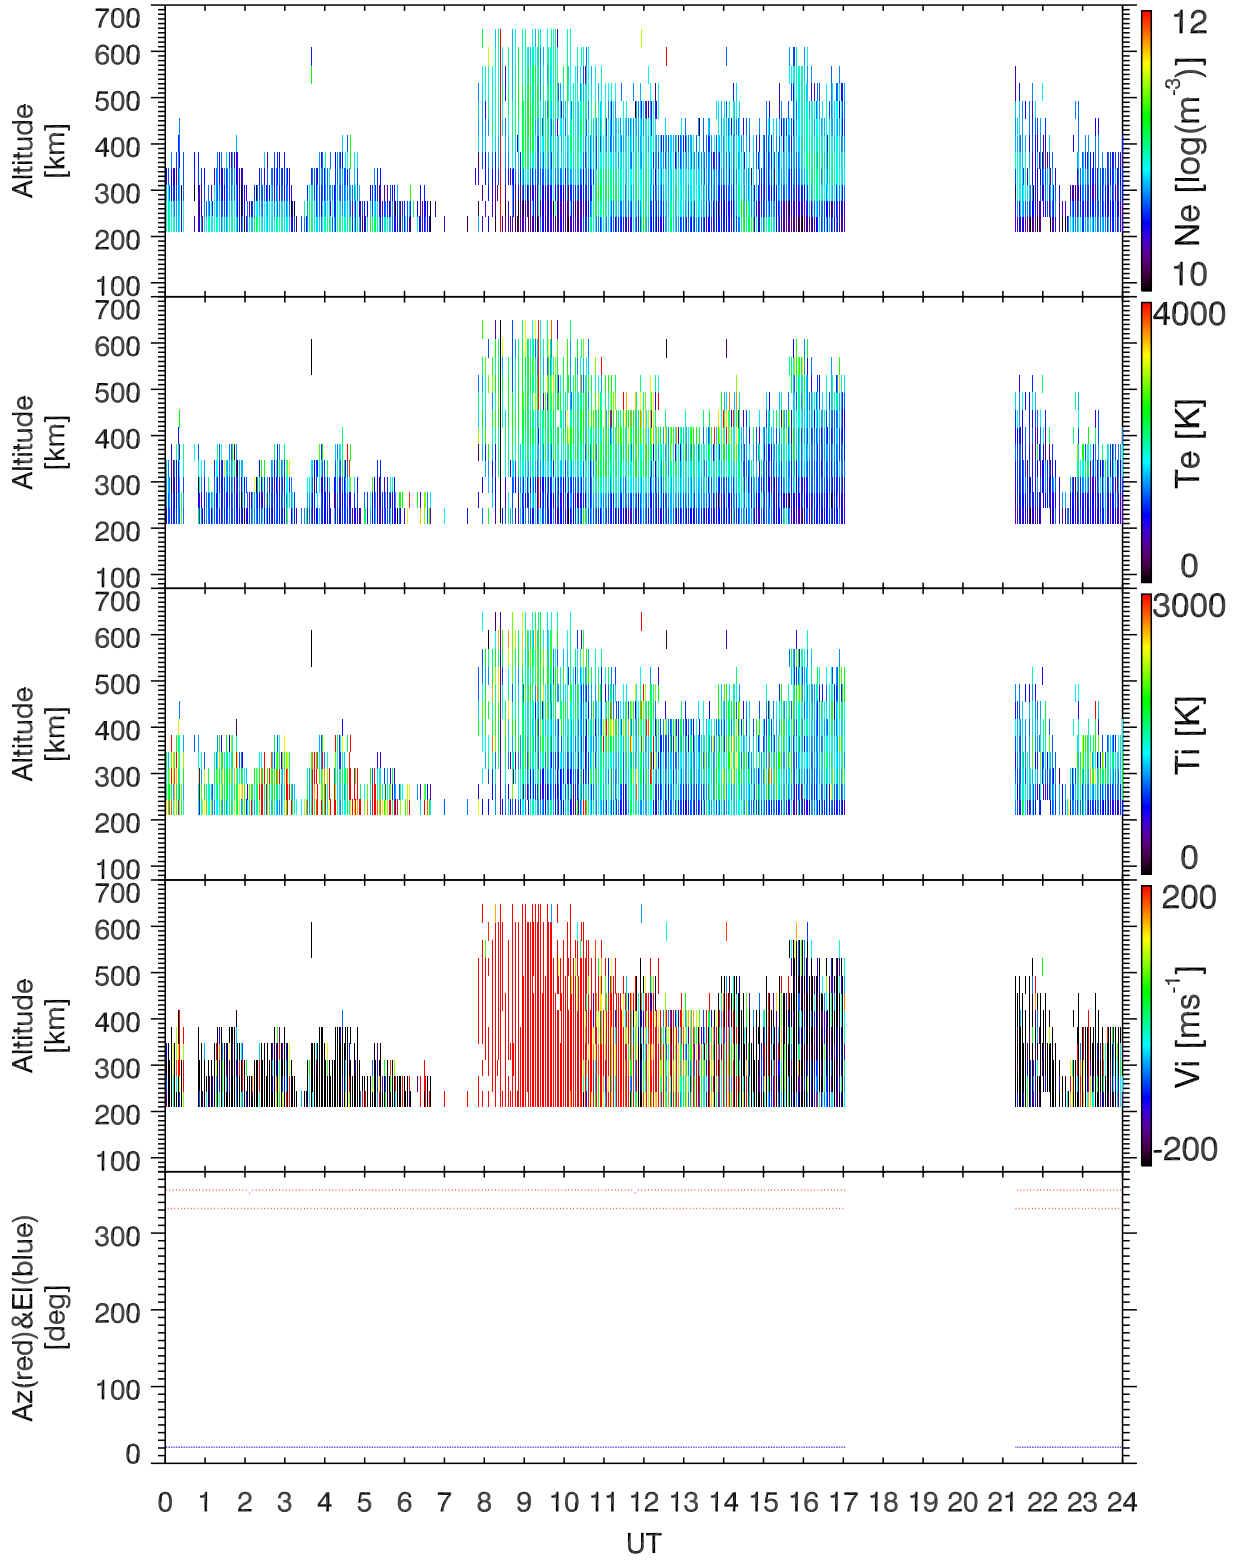 700
600
500
400
300
200
100
Altitude
[km]
12
10
Ne [log(m⁻³)]
700
600
500
400
300
200
100
Altitude
[km]
4000
0
Te [K]
700
600
500
400
300
200
100
Altitude
[km]
3000
0
Ti [K]
700
600
500
400
300
200
100
Altitude
[km]
200
-200
Vi [ms⁻¹]
300
200
100
0
Az(red)&El(blue)
[deg]
0 1 2 3 4 5 6 7 8 9 10 11 12 13 14 15 16 17 18 19 20 21 22 23 24
UT